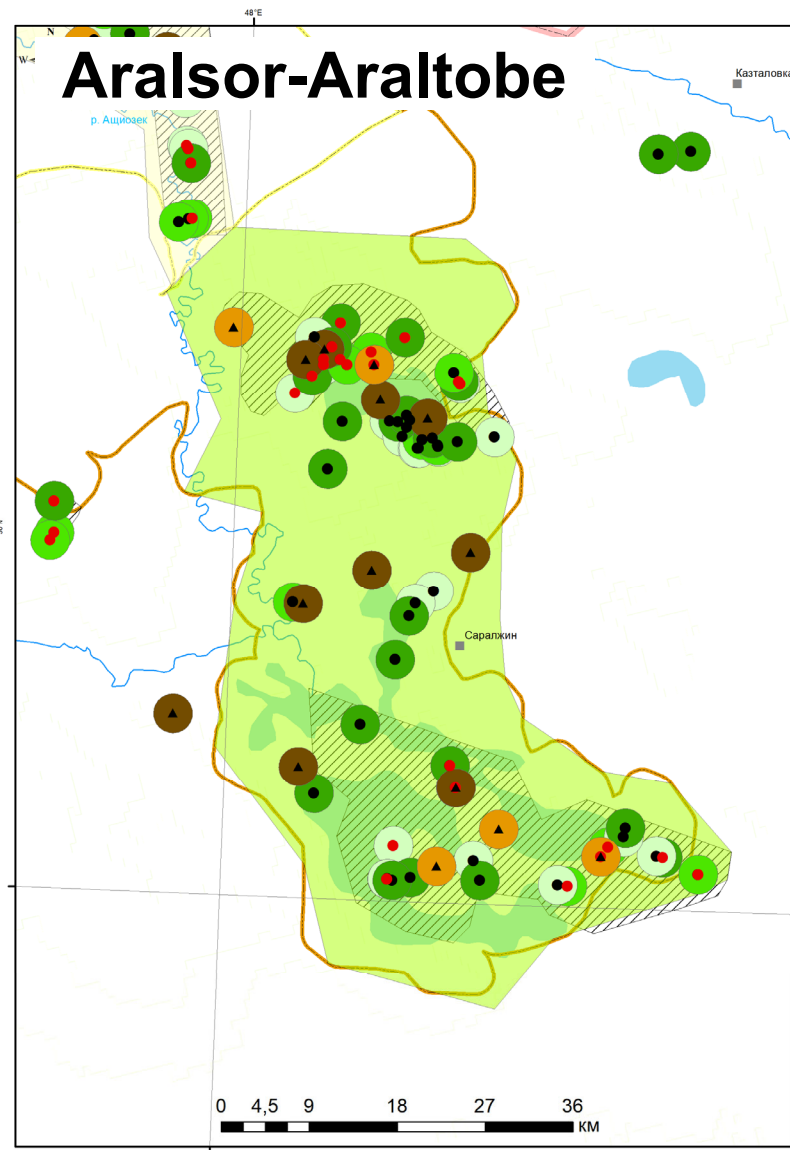 48°E
N
W
Aralsor-Araltobe
Казталовка
р. Ащиозек
Саралжин
0 4,5 9 18 27 36
КМ